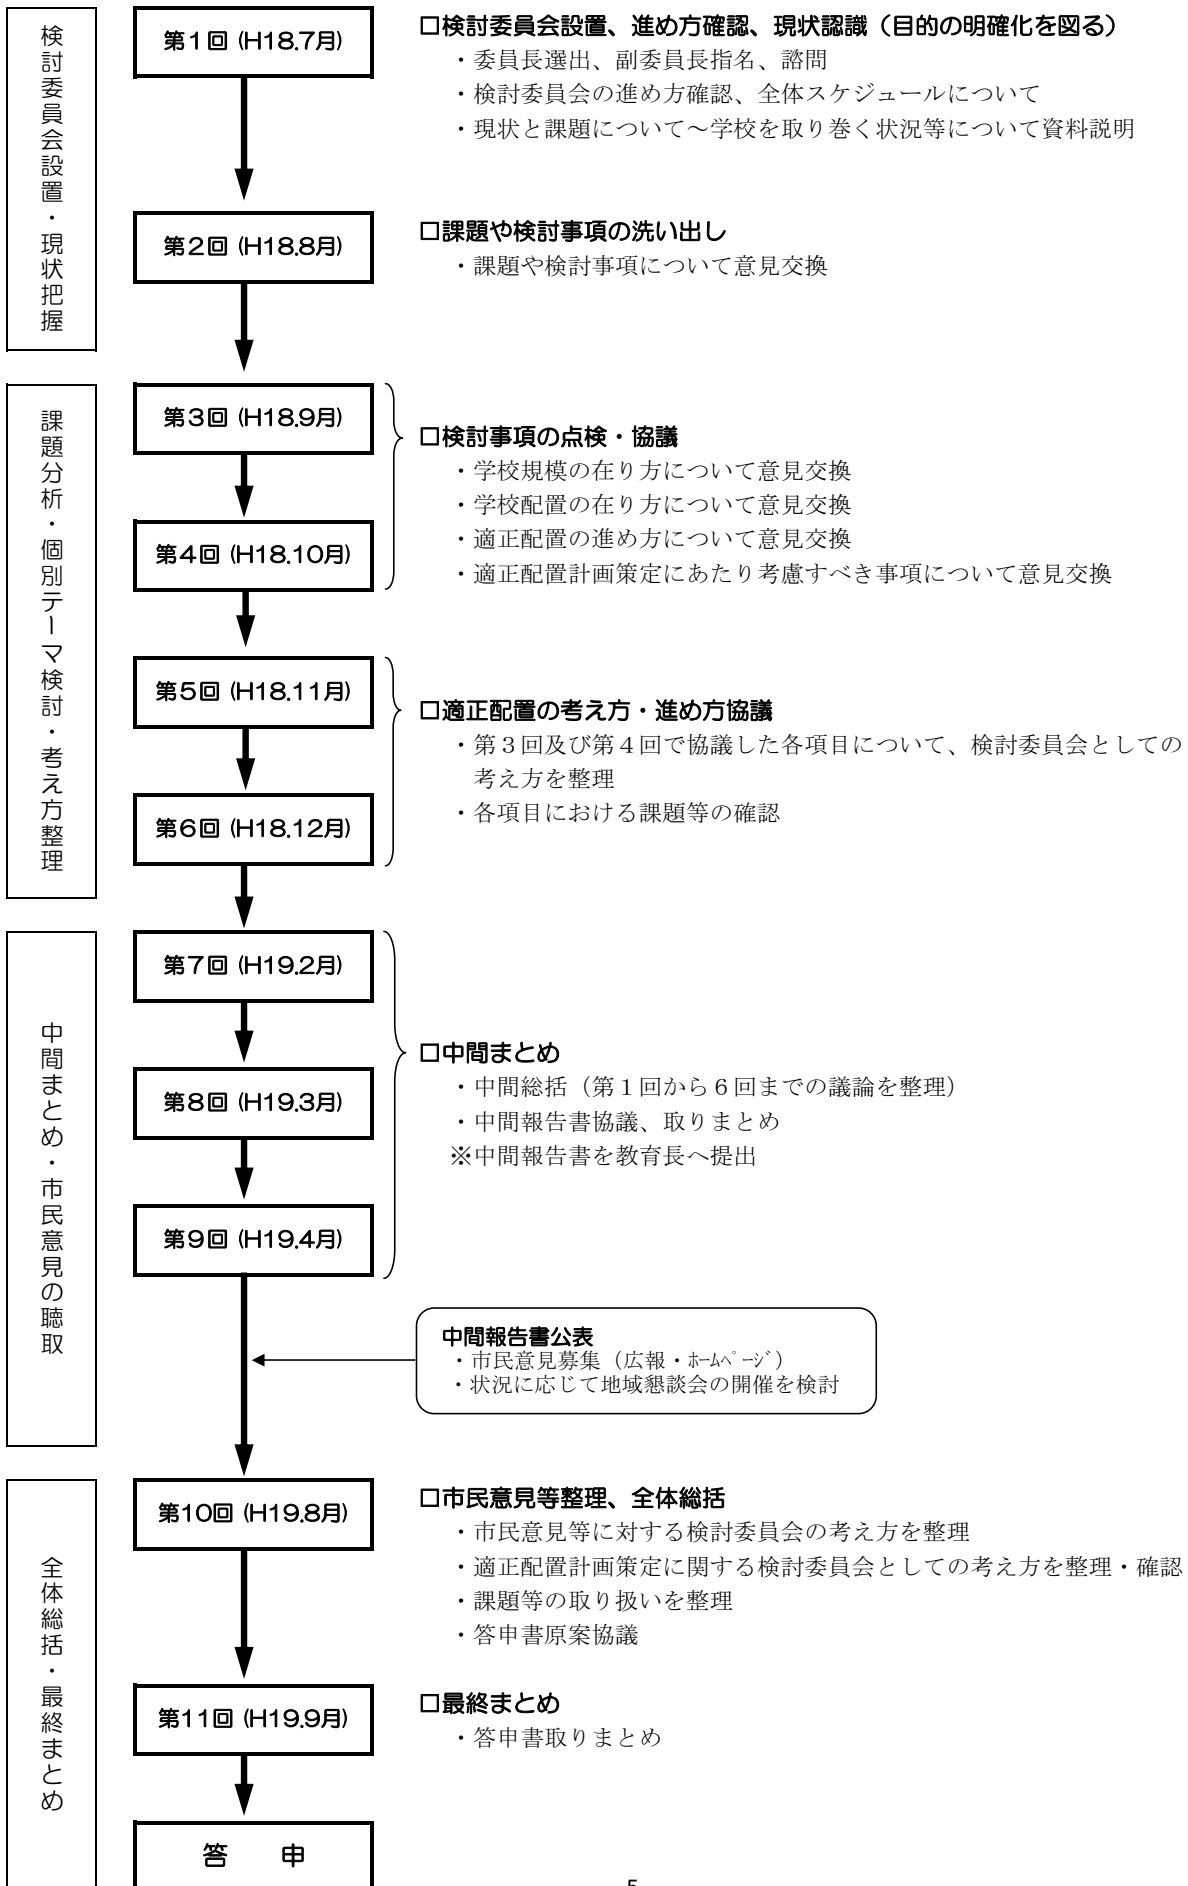 検討委員会設置・現状把握
第1回 (H18.7月)
□検討委員会設置、進め方確認、現状認識（目的の明確化を図る）
・委員長選出、副委員長指名、諮問
・検討委員会の進め方確認、全体スケジュールについて
・現状と課題について～学校を取り巻く状況等について資料説明
第2回 (H18.8月)
□課題や検討事項の洗い出し
・課題や検討事項について意見交換
課題分析・個別テーマ検討・考え方整理
第3回 (H18.9月)
第4回 (H18.10月)
□検討事項の点検・協議
・学校規模の在り方について意見交換
・学校配置の在り方について意見交換
・適正配置の進め方について意見交換
・適正配置計画策定にあたり考慮すべき事項について意見交換
第5回 (H18.11月)
第6回 (H18.12月)
□適正配置の考え方・進め方協議
・第３回及び第４回で協議した各項目について、検討委員会としての
考え方を整理
・各項目における課題等の確認
中間まとめ・市民意見の聴取
第7回 (H19.2月)
第8回 (H19.3月)
第9回 (H19.4月)
□中間まとめ
・中間総括（第１回から６回までの議論を整理）
・中間報告書協議、取りまとめ
※中間報告書を教育長へ提出
中間報告書公表
・市民意見募集（広報・ﾎｰﾑﾍﾟｰｼﾞ）
・状況に応じて地域懇談会の開催を検討
全体総括・最終まとめ
第10回 (H19.8月)
□市民意見等整理、全体総括
・市民意見等に対する検討委員会の考え方を整理
・適正配置計画策定に関する検討委員会としての考え方を整理・確認
・課題等の取り扱いを整理
・答申書原案協議
第11回 (H19.9月)
□最終まとめ
・答申書取りまとめ
答　申
5